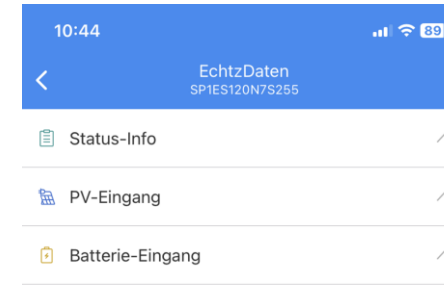 10:44
89
EchtzDaten
SP1ES120N7S255
Status-Info
PV-Eingang
Batterie-Eingang